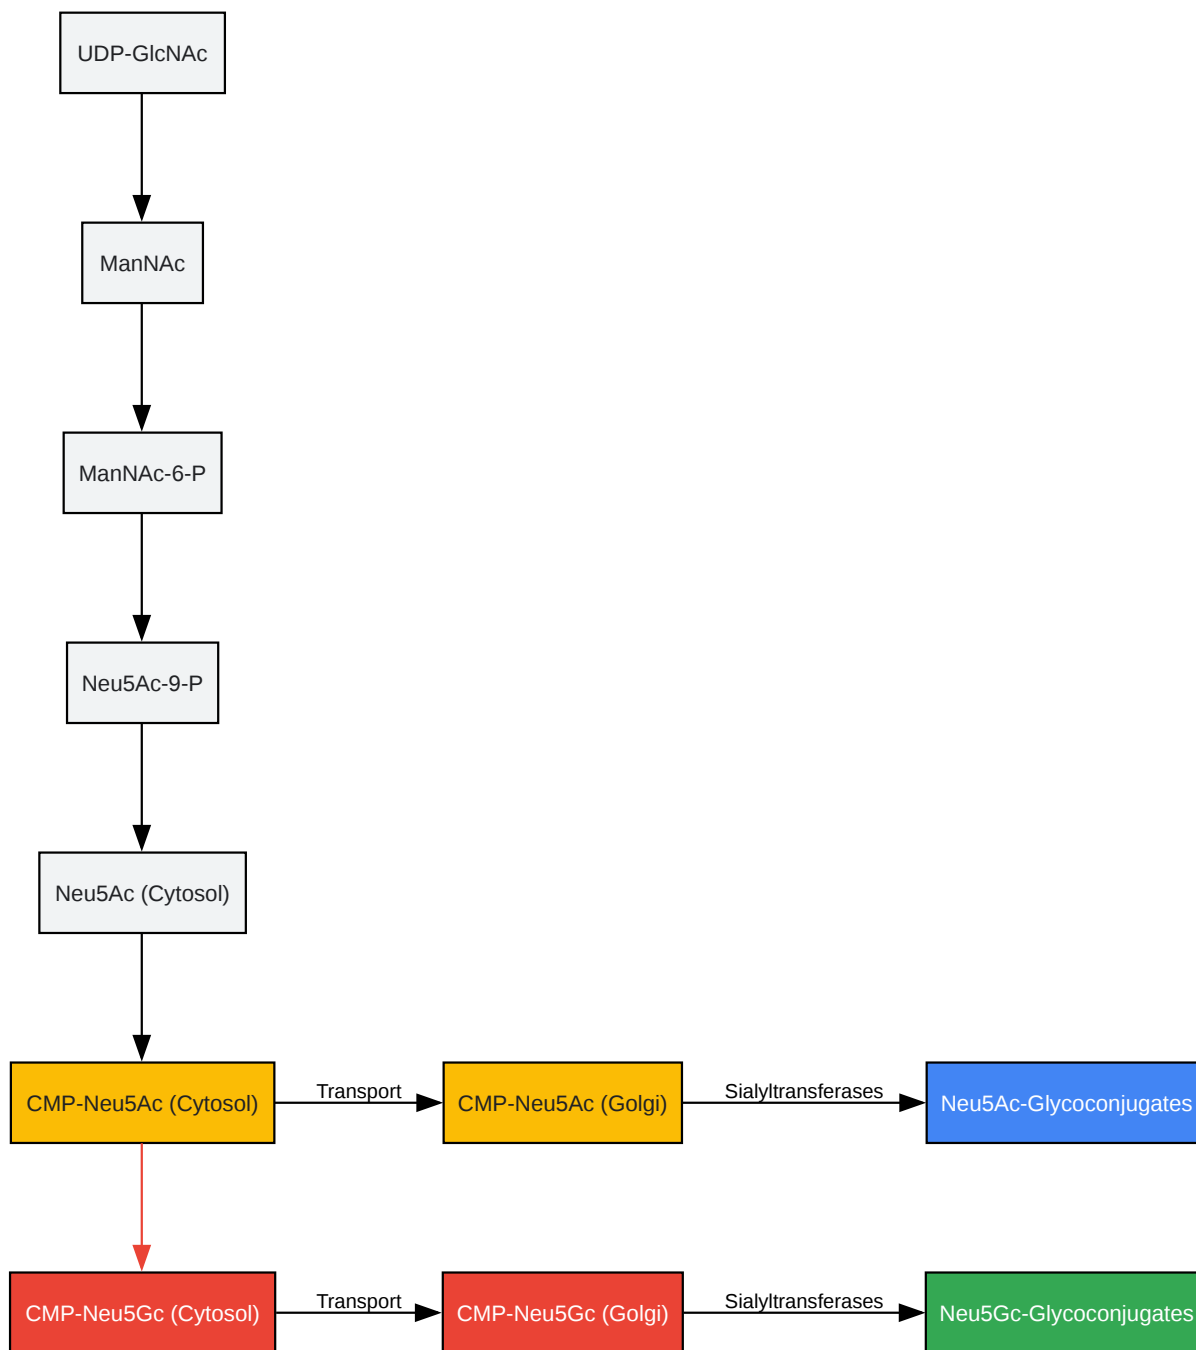 UDP-GlcNAc
ManNAc
ManNAc-6-P
Neu5Ac-9-P
Neu5Ac (Cytosol)
CMP-Neu5Ac (Cytosol)
Transport
CMP-Neu5Ac (Golgi)
Sialyltransferases
Neu5Ac-Glycoconjugates
CMP-Neu5Gc (Cytosol)
Transport
CMP-Neu5Gc (Golgi)
Sialyltransferases
Neu5Gc-Glycoconjugates